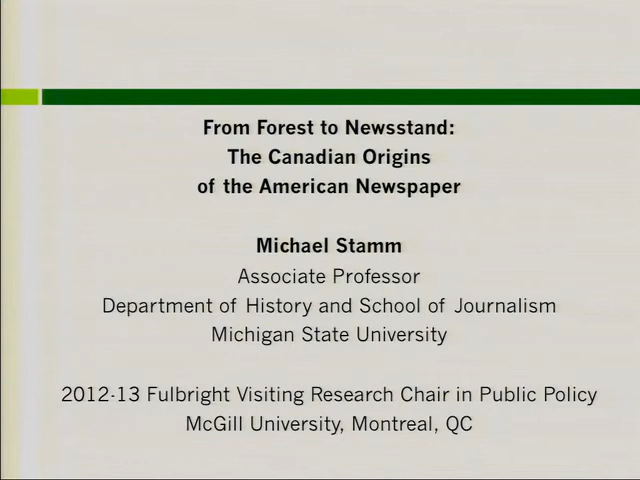 From Forest to Newsstand:
The Canadian Origins
of the American Newspaper
Michael Stamm
Associate Professor
Department of History and School of Journalism
Michigan State University
2012-13 Fulbright Visiting Research Chair in Public Policy
McGill University, Montreal, QC